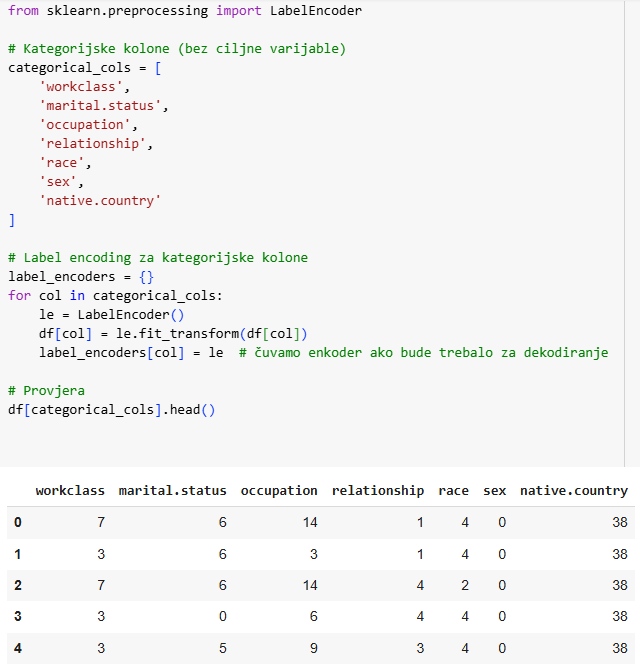 from sklearn.preprocessing import LabelEncoder
# Kategorijske kolone (bez ciljne varijable)
categorical_cols = [
    'workclass',
    'marital.status',
    'occupation',
    'relationship',
    'race',
    'sex',
    'native.country'
]
# Label encoding za kategorijske kolone
label_encoders = {}
for col in categorical_cols:
    le = LabelEncoder()
    df[col] = le.fit_transform(df[col])
    label_encoders[col] = le  # čuvamo enkoder ako bude trebalo za dekodiranje
# Provjera
df[categorical_cols].head()
workclass marital.status occupation relationship race sex native.country
0 7 6 14 1 4 0 38
1 3 6 3 1 4 0 38
2 7 6 14 4 2 0 38
3 3 0 6 4 4 0 38
4 3 5 9 3 4 0 38